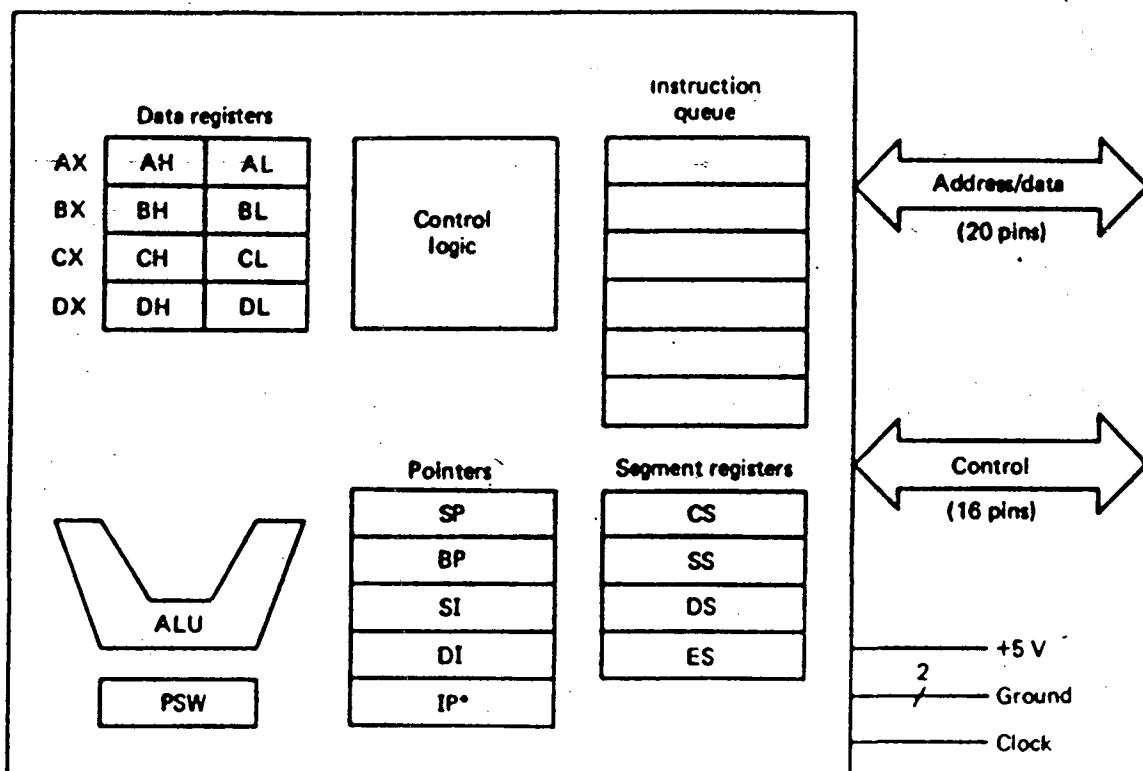 Data registers
AX AH AL
BX BH BL
CX CH CL
DX DH DL
Control
logic
Instruction
queue
Address/data
(20 pins)
Control
(16 pins)
Pointers
SP
BP
SI
DI
IP*
Segment registers
CS
SS
DS
ES
ALU
PSW
+5 V
2
Ground
Clock